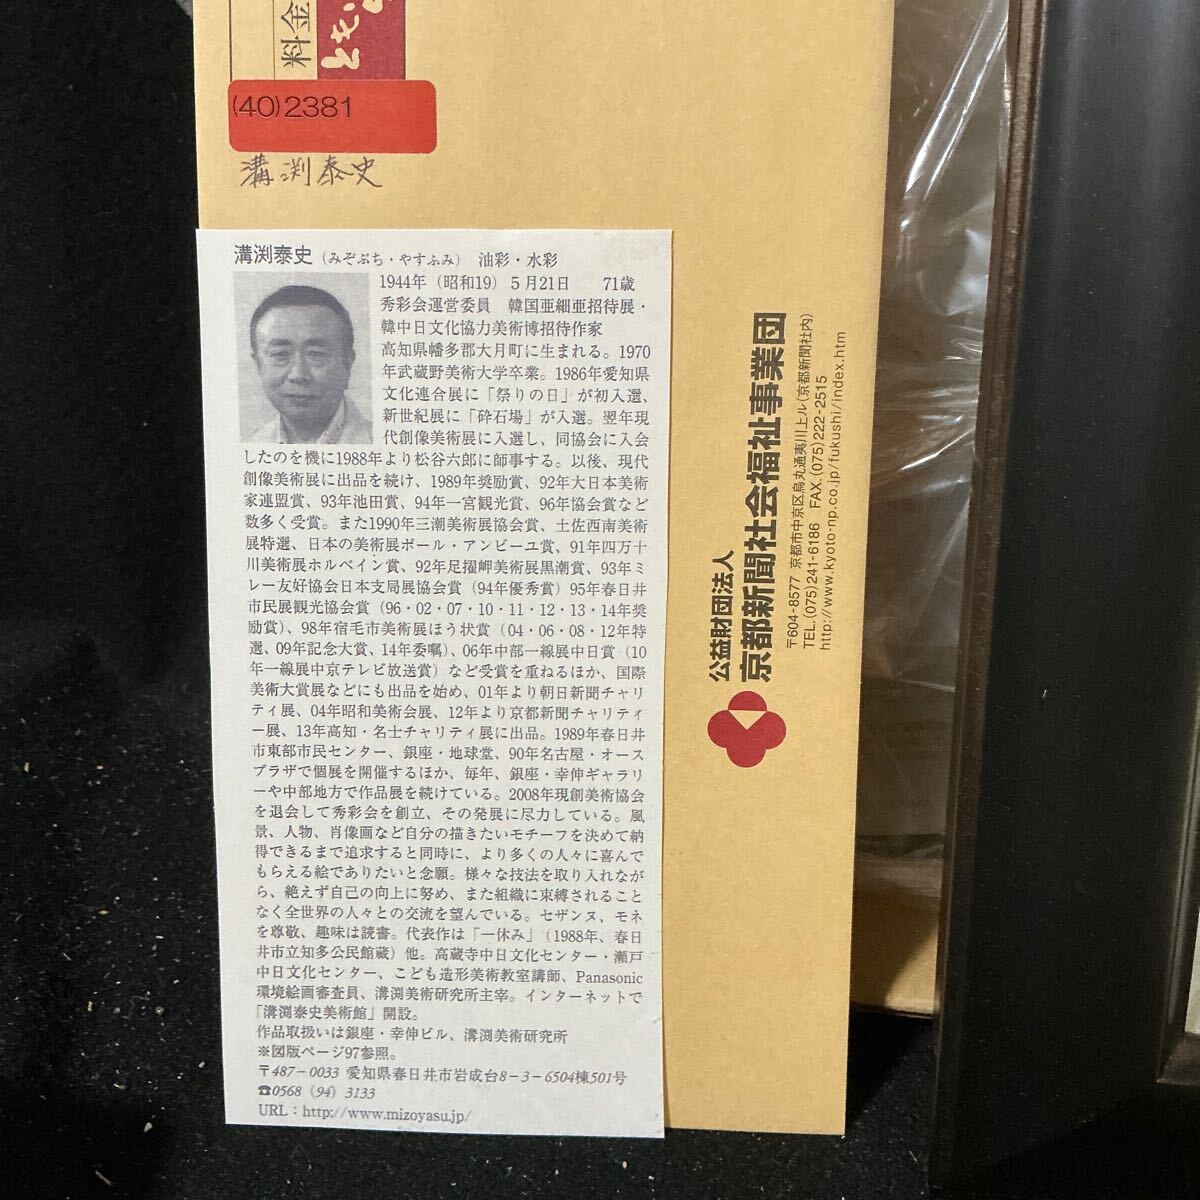 料金
とも
(40)2381
溝渕泰史
溝渕泰史（みぞぶち・やすふみ） 油彩・水彩
1944年（昭和19）5月21日　71歳
秀彩会運営委員　韓国亜細亜招待展・
韓中日文化協力美術博招待作家
高知県幡多郡大月町に生まれる。1970
年武蔵野美術大学卒業。1986年愛知県
文化連合展に「祭りの日」が初入選、
新世紀展に「砕石場」が入選。翌年現
代創像美術展に入選し、同協会に入会
したのを機に1988年より松谷六郎に師事する。以後、現代
創像美術展に出品を続け、1989年奨励賞、92年大日本美術
家連盟賞、93年池田賞、94年一宮観光賞、96年協会賞など
数多く受賞。また1990年三潮美術展協会賞、土佐西南美術
展特選、日本の美術展ボール・アンビーユ賞、91年四万十
川美術展ホルベイン賞、92年足摺岬美術展黒潮賞、93年ミ
レー友好協会日本支局展協会賞（94年優秀賞）95年春日井
市民展観光協会賞（96・02・07・10・11・12・13・14年奨
励賞）、98年宿毛市美術展ほう状賞（04・06・08・12年特
選、09年記念大賞、14年委嘱）、06年中部一線展中日賞（10
年一線展中京テレビ放送賞）など受賞を重ねるほか、国際
美術大賞展などにも出品を始め、01年より朝日新聞チャリ
ティ展、04年昭和美術会展、12年より京都新聞チャリティ
ー展、13年高知・名士チャリティ展に出品。1989年春日井
市東部市民センター、銀座・地球堂、90年名古屋・オース
プラザで個展を開催するほか、毎年、銀座・幸伸ギャラリ
ーや中部地方で作品展を続けている。2008年現創美術協会
を退会して秀彩会を創立、その発展に尽力している。風
景、人物、肖像画など自分の描きたいモチーフを決めて納
得できるまで追求すると同時に、より多くの人々に喜んで
もらえる絵でありたいと念願。様々な技法を取り入れなが
ら、絶えず自己の向上に努め、また組織に束縛されること
なく全世界の人々との交流を望んでいる。セザンヌ、モネ
を尊敬、趣味は読書。代表作は「一休み」（1988年、春日
井市立知多公民館蔵）他。高蔵寺中日文化センター・瀬戸
中日文化センター、こども造形美術教室講師、Panasonic
環境絵画審査員、溝渕美術研究所主宰。インターネットで
「溝渕泰史美術館」開設。
作品取扱いは銀座・幸伸ビル、溝渕美術研究所
※図版ページ97参照。
〒487-0033 愛知県春日井市岩成台8-3-6504棟501号
☎0568（94）3133
URL：http://www.mizoyasu.jp/
公益財団法人
京都新聞社会福祉事業団
〒604-8577 京都市中京区烏丸通夷川上ル(京都新聞社内)
TEL.(075)241-6186 FAX.(075)222-2515
http://www.kyoto-np.co.jp/fukushi/index.htm